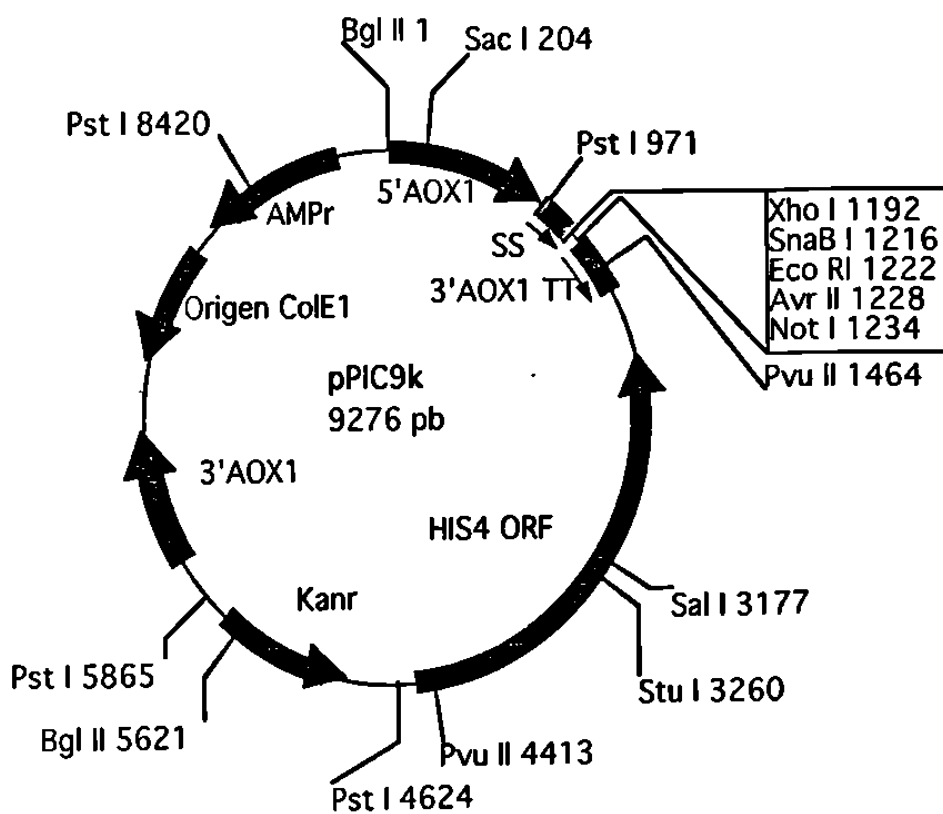 Bgl II 1
Sac I 204
Pst I 8420
Pst I 971
5'AOX1
AMPr
Xho I 1192
SnaB I 1216
Eco RI 1222
Avr II 1228
Not I 1234
SS
3'AOX1 TT
Origen ColE1
Pvu II 1464
pPIC9k
9276 pb
3'AOX1
HIS4 ORF
Kanr
Sal I 3177
Pst I 5865
Stu I 3260
Bgl II 5621
Pvu II 4413
Pst I 4624